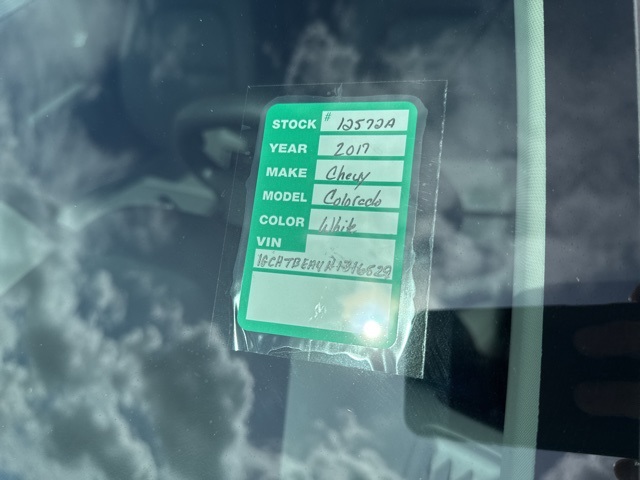 STOCK # 12572A
YEAR 2017
MAKE Chevy
MODEL Colorado
COLOR White
VIN